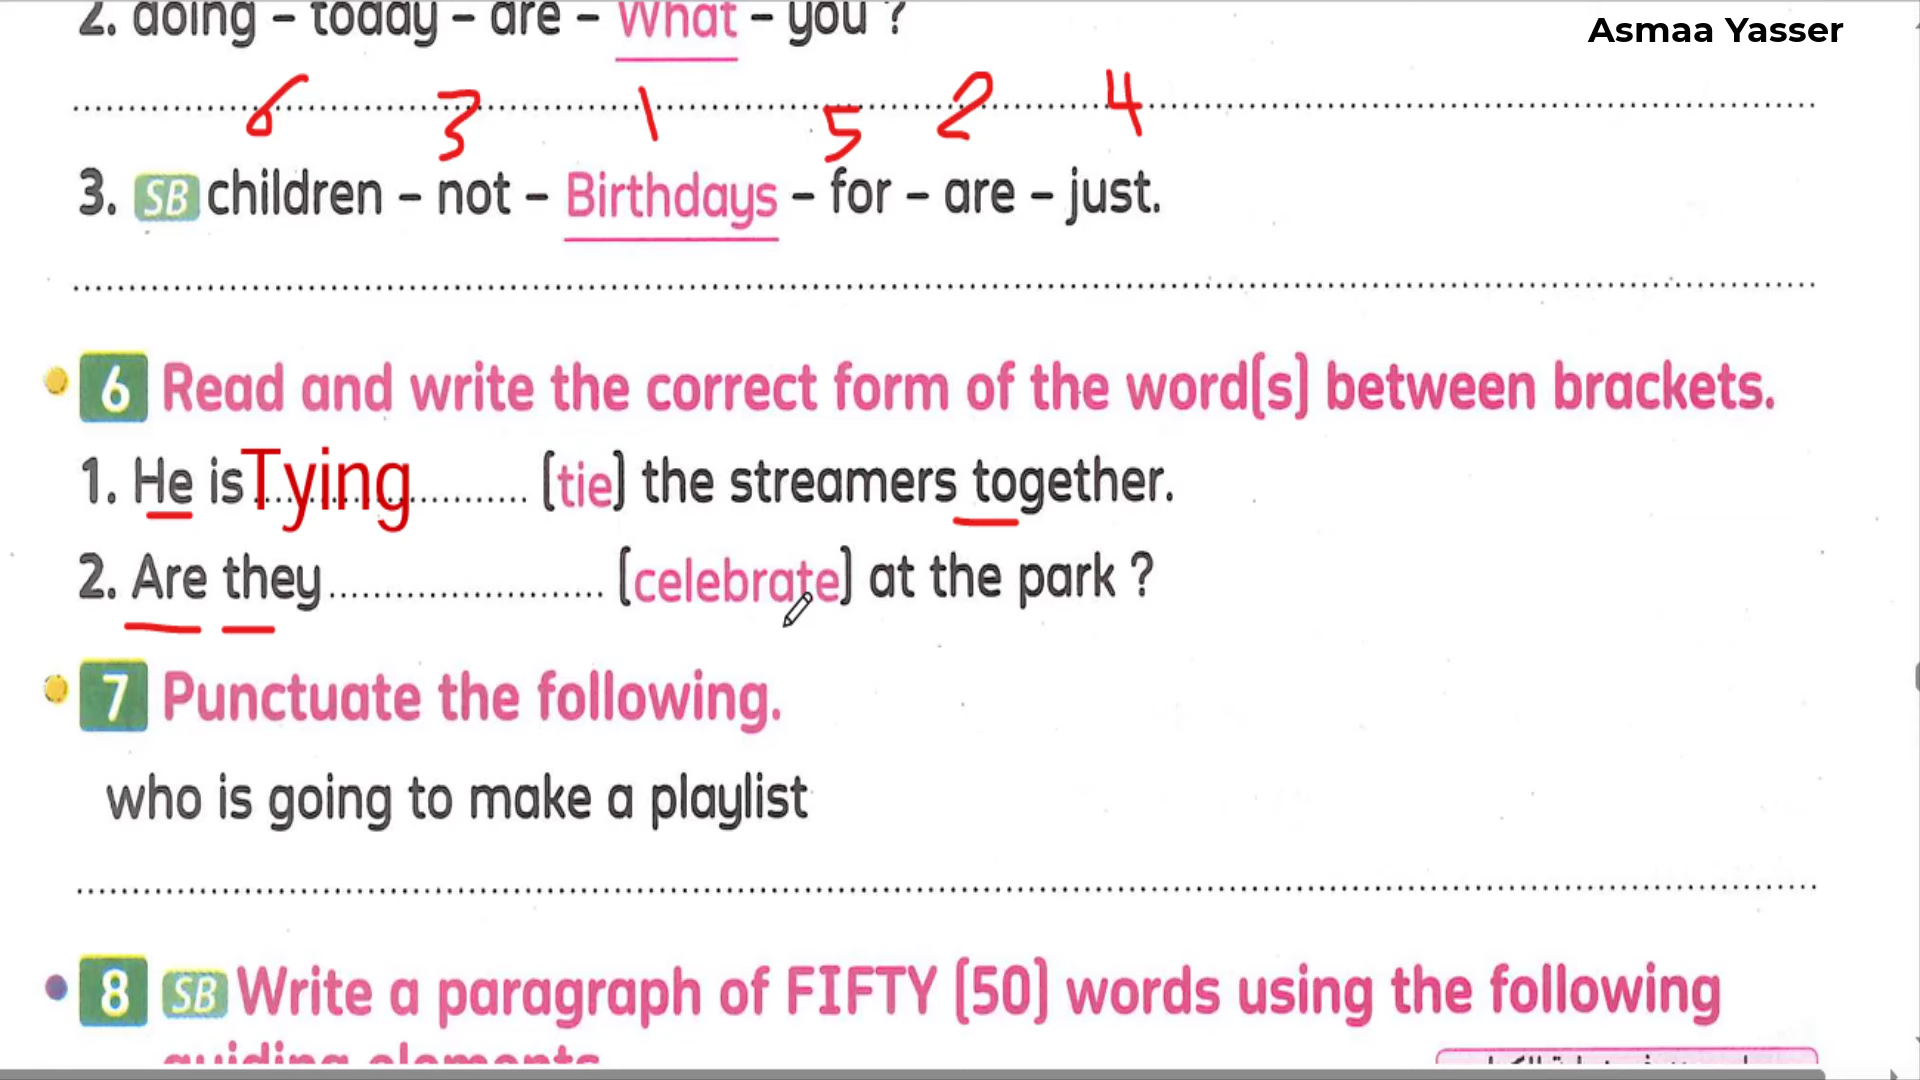 Asmaa Yasser
2. doing – today – are – What – you ?
6 3 1 5 2 4
3. SB children – not – Birthdays – for – are – just.
6 Read and write the correct form of the word(s) between brackets.
1. He is Tying (tie) the streamers together.
2. Are they ........................ (celebrate) at the park ?
7 Punctuate the following.
who is going to make a playlist
8 SB Write a paragraph of FIFTY (50) words using the following
guiding elements